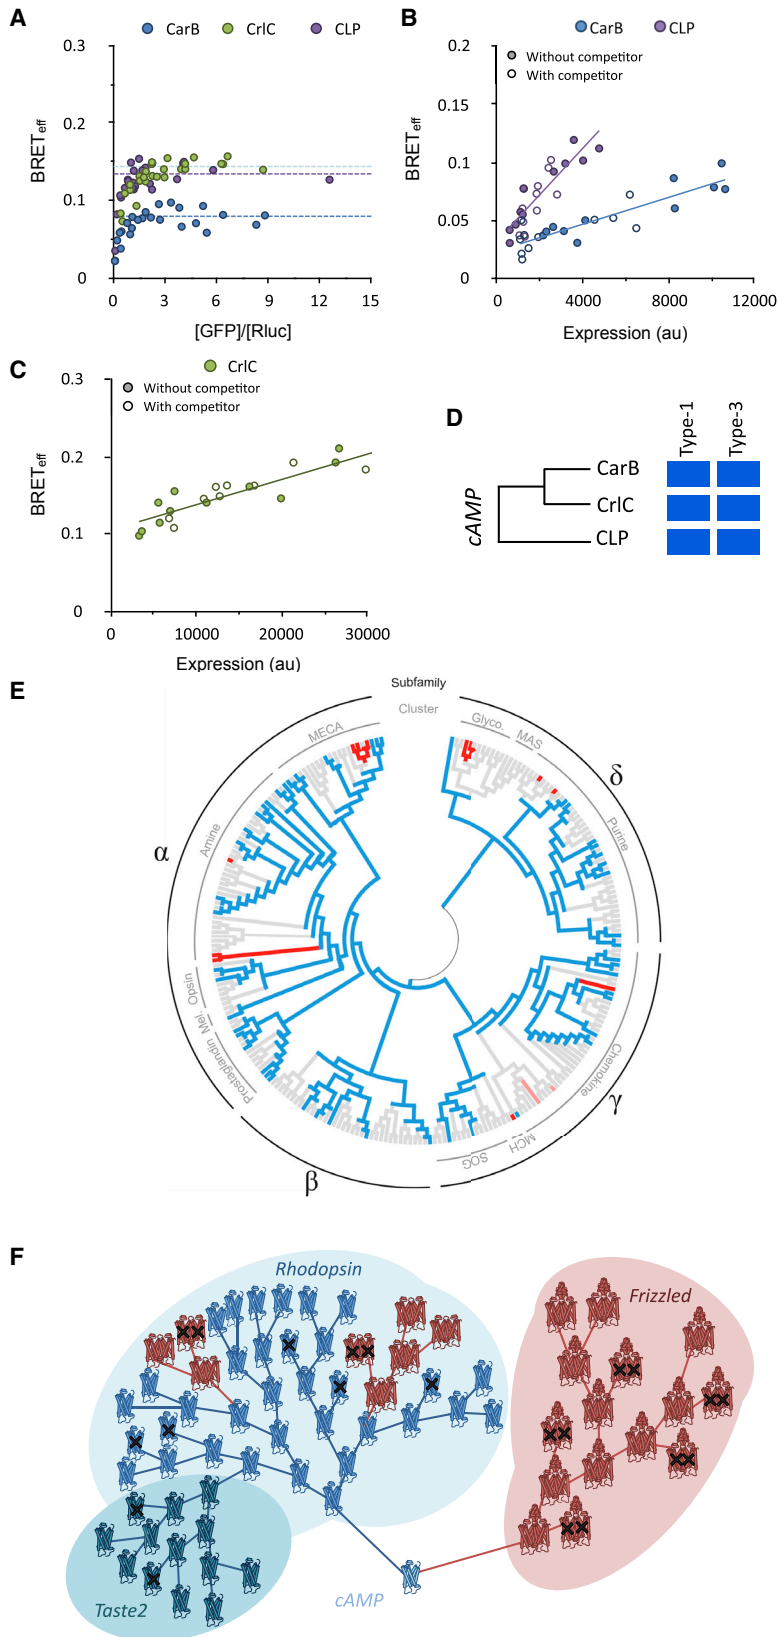 A
CarB CrlC CLP
0.3
0.2
0.1
0
BRETeff
0 3 6 9 12 15
[GFP]/[Rluc]
B
CarB CLP
Without competitor
With competitor
0.2
0.15
0.1
0.05
0
BRETeff
0 4000 8000 12000
Expression (au)
C
CrlC
Without competitor
With competitor
0.3
0.2
0.1
0
BRETeff
0 10000 20000 30000
Expression (au)
D
Type-1 Type-3
cAMP
CarB
CrlC
CLP
E
Subfamily
Cluster
MECA
Glyco.
MAS
δ
Purine
Amine
α
Opsin
Mel.
Prostaglandin
Chemokine
γ
MCH
SOG
β
F
Rhodopsin
Frizzled
cAMP
Taste2